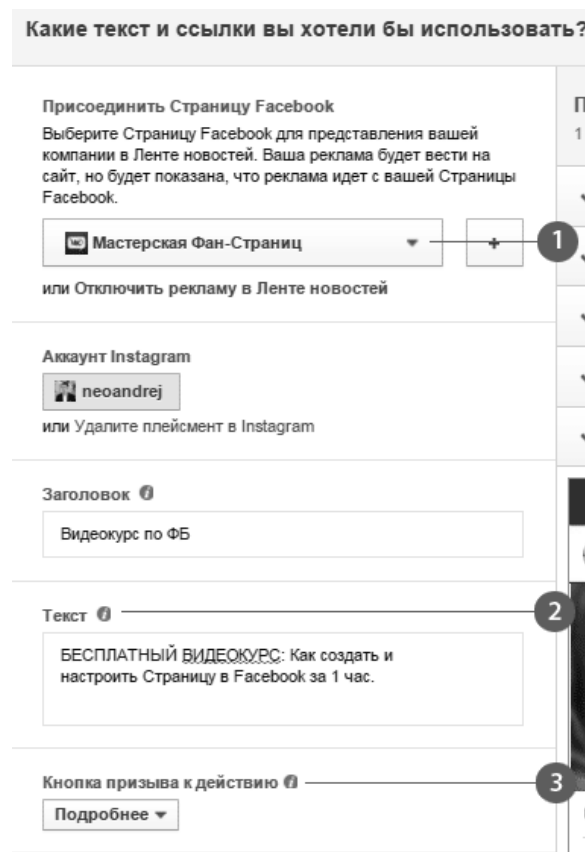 Какие текст и ссылки вы хотели бы использовать?
Присоединить Страницу Facebook
Выберите Страницу Facebook для представления вашей
компании в Ленте новостей. Ваша реклама будет вести на
сайт, но будет показана, что реклама идет с вашей Страницы
Facebook.
Мастерская Фан-Страниц
+
1
или Отключить рекламу в Ленте новостей
Аккаунт Instagram
neoandrej
или Удалите плейсмент в Instagram
Заголовок
Видеокурс по ФБ
Текст
2
БЕСПЛАТНЫЙ ВИДЕОКУРС: Как создать и
настроить Страницу в Facebook за 1 час.
Кнопка призыва к действию
3
Подробнее